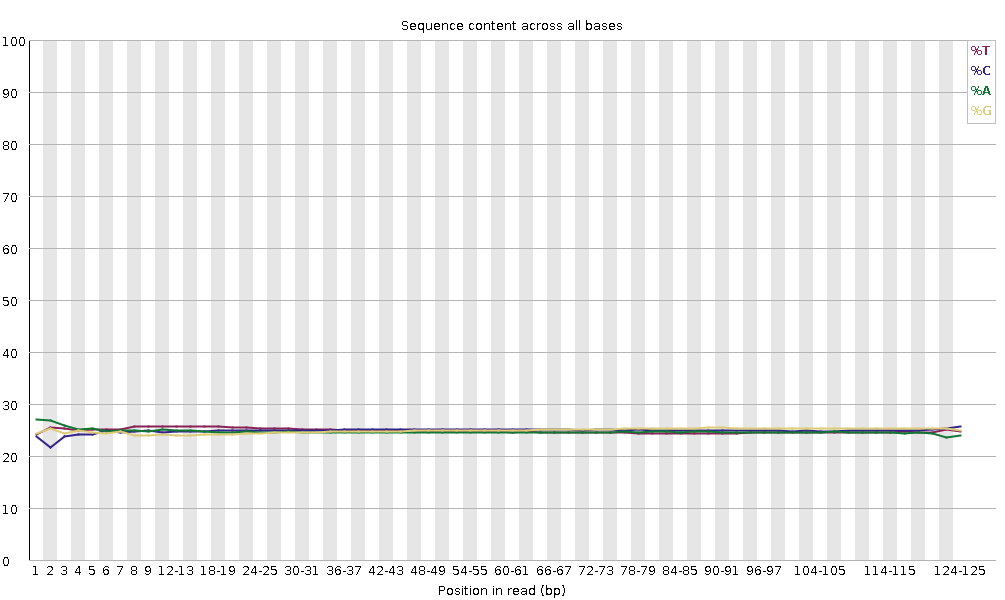 Sequence content across all bases
100
90
80
70
60
50
40
30
20
10
0
%T
%C
%A
%G
1 2 3 4 5 6 7 8 9 12-13 18-19 24-25 30-31 36-37 42-43 48-49 54-55 60-61 66-67 72-73 78-79 84-85 90-91 96-97 104-105 114-115 124-125
Position in read (bp)